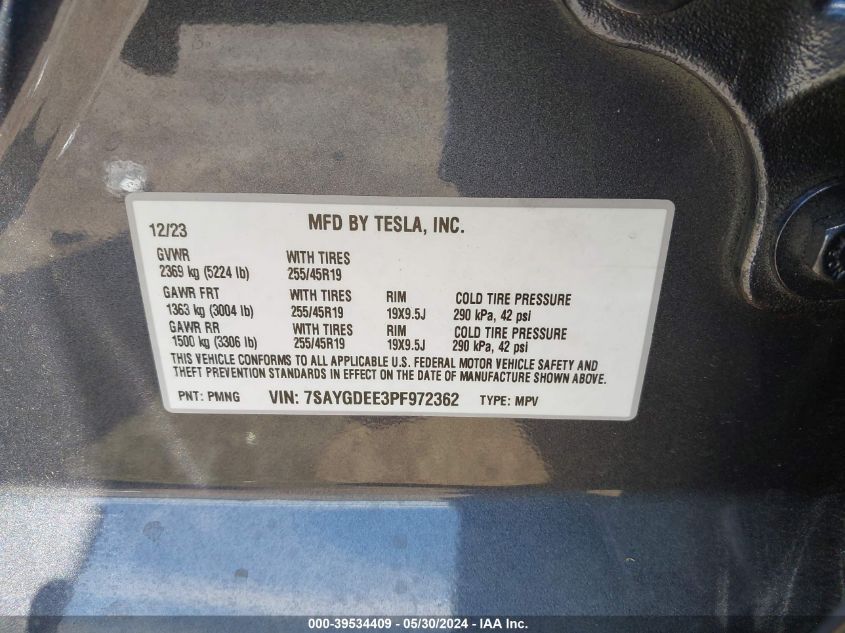 12/23 MFD BY TESLA, INC.
GVWR WITH TIRES
2369 kg (5224 lb) 255/45R19
GAWR FRT WITH TIRES RIM COLD TIRE PRESSURE
1363 kg (3004 lb) 255/45R19 19X9.5J 290 kPa, 42 psi
GAWR RR WITH TIRES RIM COLD TIRE PRESSURE
1500 kg (3306 lb) 255/45R19 19X9.5J 290 kPa, 42 psi
THIS VEHICLE CONFORMS TO ALL APPLICABLE U.S. FEDERAL MOTOR VEHICLE SAFETY AND
THEFT PREVENTION STANDARDS IN EFFECT ON THE DATE OF MANUFACTURE SHOWN ABOVE.
PNT: PMNG VIN: 7SAYGDEE3PF972362 TYPE: MPV
000-39534409 - 05/30/2024 - IAA Inc.